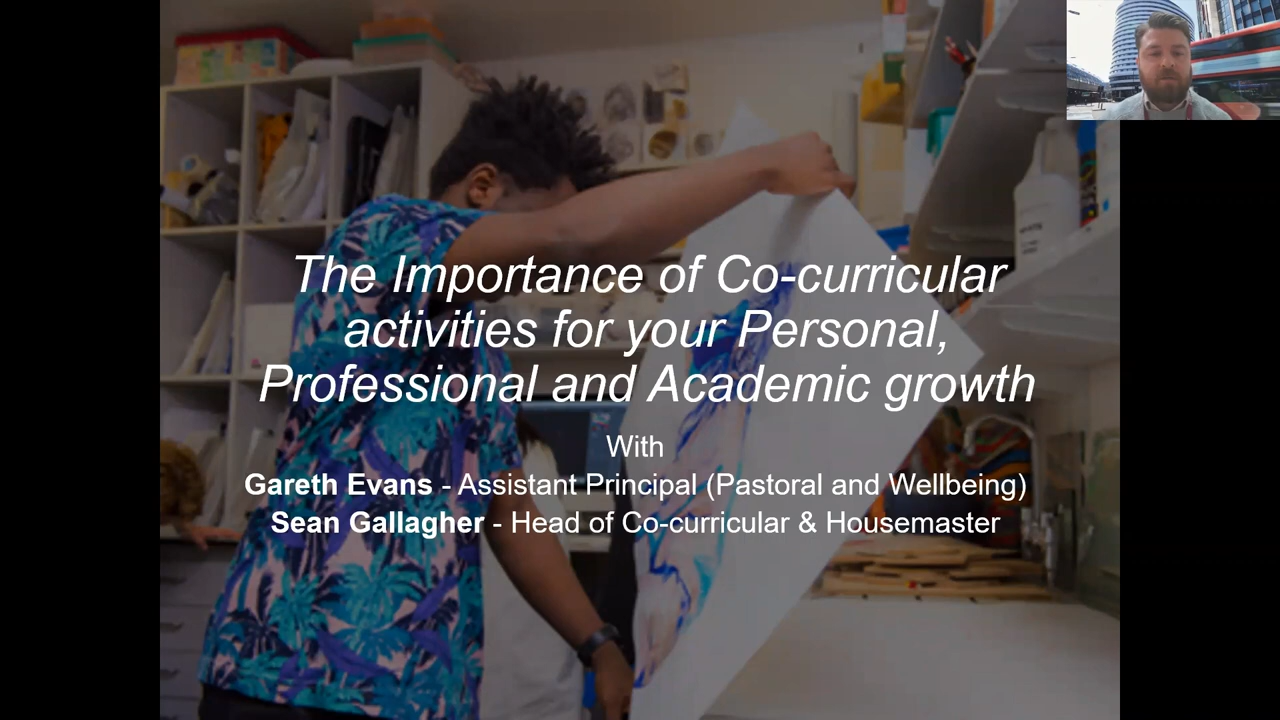 The Importance of Co-curricular
activities for your Personal,
Professional and Academic growth
With
Gareth Evans - Assistant Principal (Pastoral and Wellbeing)
Sean Gallagher - Head of Co-curricular & Housemaster
WHITE